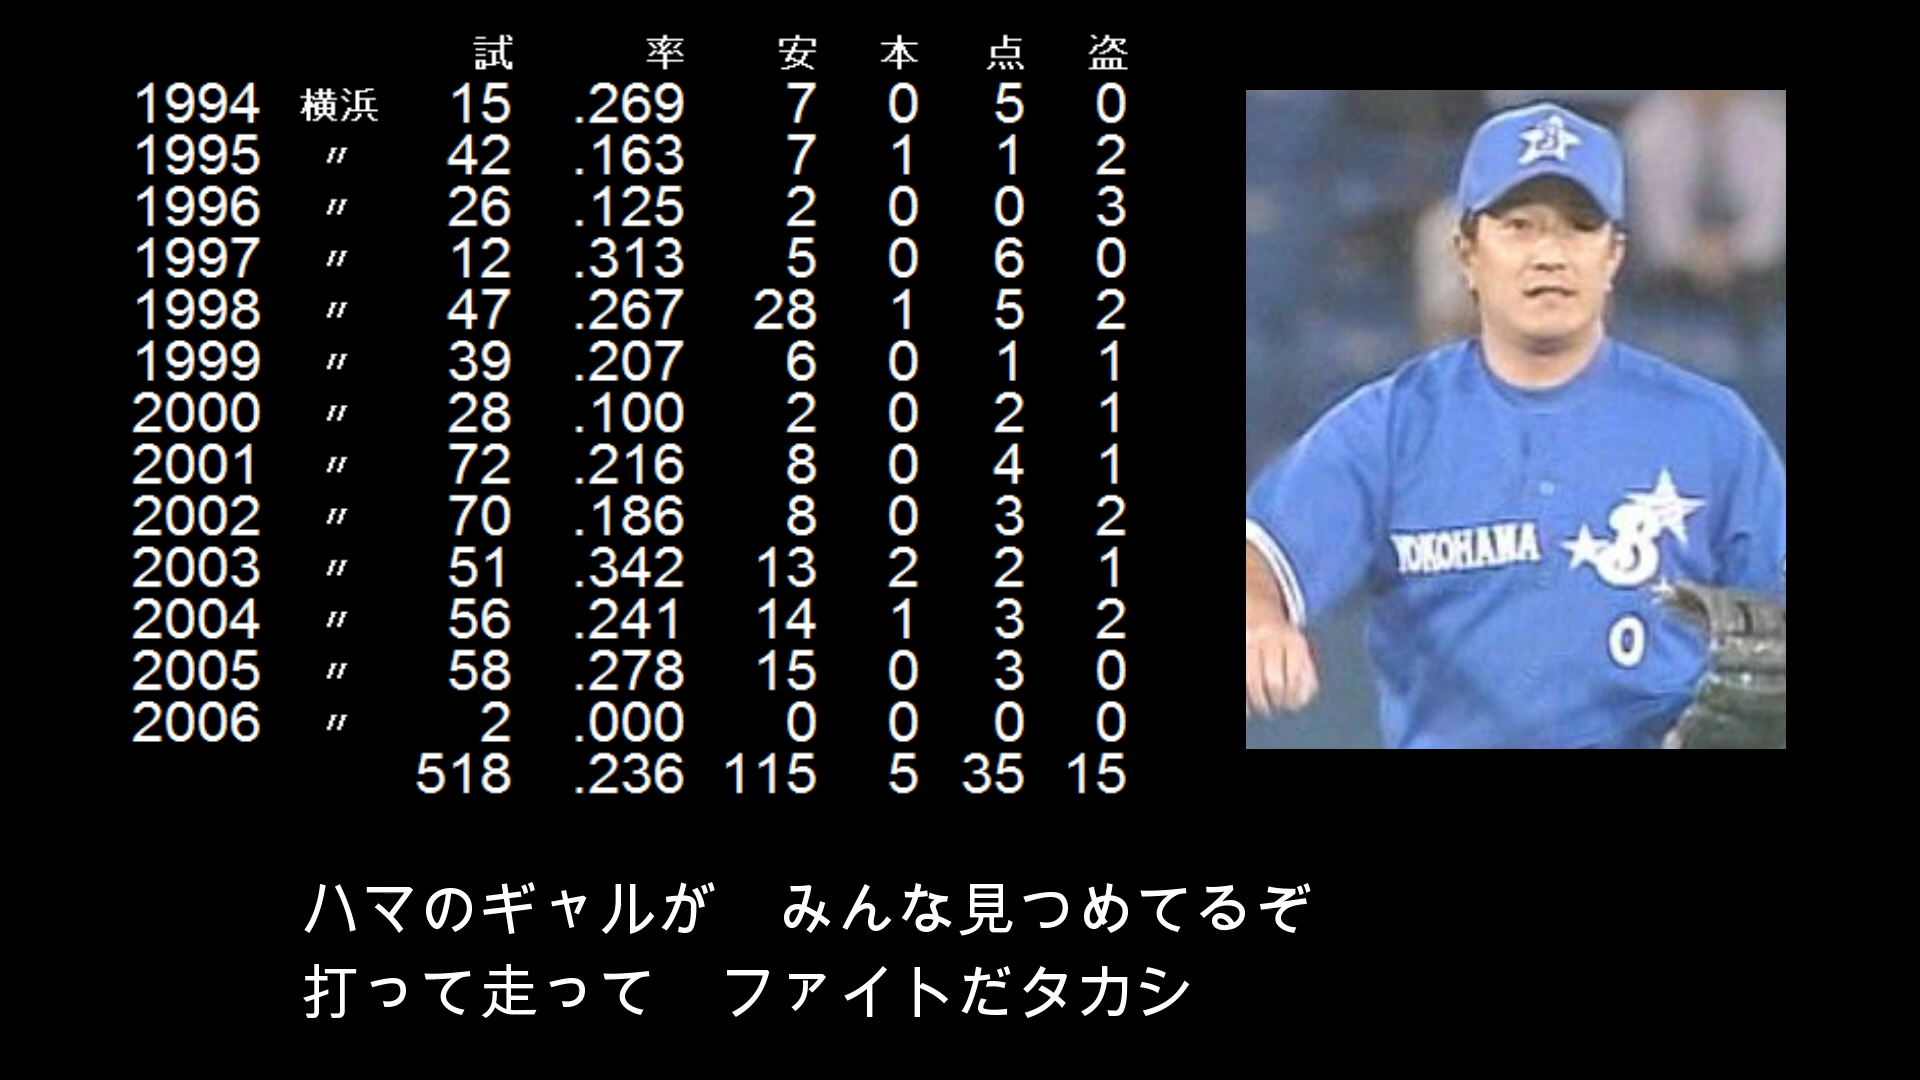 試 率 安 本 点 盗
1994 横浜 15 .269 7 0 5 0
1995 〃 42 .163 7 1 1 2
1996 〃 26 .125 2 0 0 3
1997 〃 12 .313 5 0 6 0
1998 〃 47 .267 28 1 5 2
1999 〃 39 .207 6 0 1 1
2000 〃 28 .100 2 0 2 1
2001 〃 72 .216 8 0 4 1
2002 〃 70 .186 8 0 3 2
2003 〃 51 .342 13 2 2 1
2004 〃 56 .241 14 1 3 2
2005 〃 58 .278 15 0 3 0
2006 〃 2 .000 0 0 0 0
518 .236 115 5 35 15
B
YOKOHAMA B
0
ハマのギャルが　みんな見つめてるぞ
打って走って　ファイトだタカシ